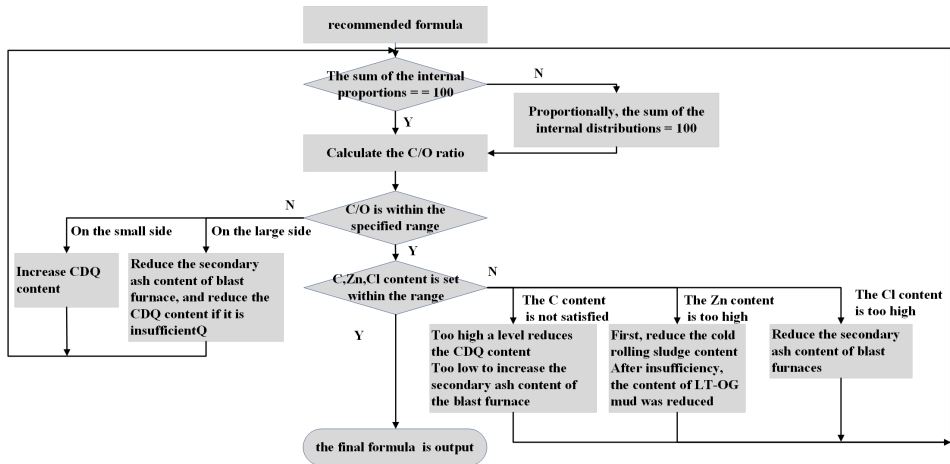 recommended formula
The sum of the internal
proportions = = 100
N
Y
Proportionally, the sum of the
internal distributions = 100
Calculate the C/O ratio
C/O is within the
specified range
N
Y
On the small side
On the large side
Increase CDQ
content
Reduce the secondary
ash content of blast
furnace, and reduce the
CDQ content if it is
insufficientQ
C,Zn,Cl content is set
within the range
N
Y
The C content
is not satisfied
The Zn content
is too high
The Cl content
is too high
Too high a level reduces
the CDQ content
Too low to increase the
secondary ash content of
the blast furnace
First, reduce the cold
rolling sludge content
After insufficiency,
the content of LT-OG
mud was reduced
Reduce the secondary
ash content of blast
furnaces
the final formula is output